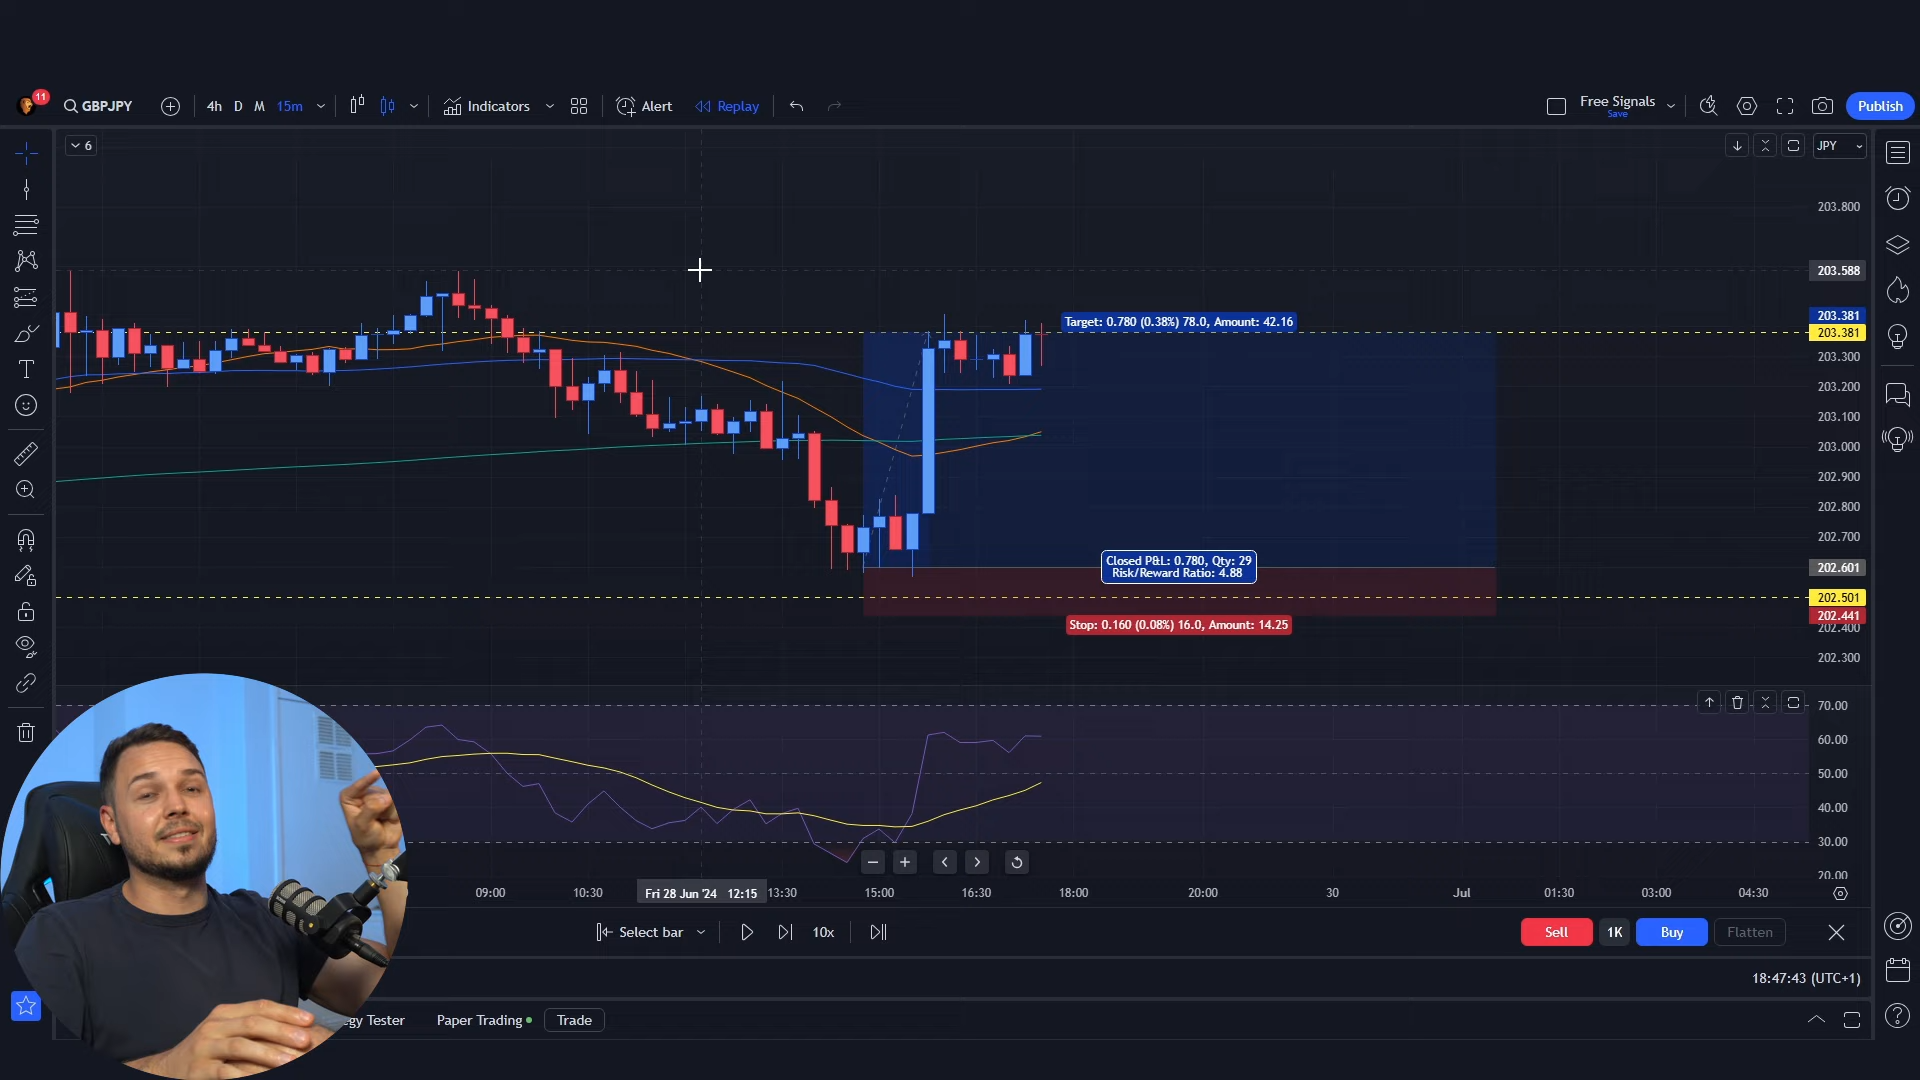 11
GBPJPY
4h D M 15m
Indicators
Alert
Replay
Free Signals
Save
Publish
6
JPY
203.800
203.588
203.381
203.381
203.300
203.200
203.100
203.000
202.900
202.800
202.700
202.601
202.501
202.441
202.400
202.300
Target: 0.780 (0.38%) 78.0, Amount: 42.16
Closed P&L: 0.780, Qty: 29
Risk/Reward Ratio: 4.88
Stop: 0.160 (0.08%) 16.0, Amount: 14.25
70.00
60.00
50.00
40.00
30.00
20.00
09:00 10:30 Fri 28 Jun '24 12:15 13:30 15:00 16:30 18:00 20:00 30 Jul 01:30 03:00 04:30
Select bar 10x
Sell 1K Buy Flatten
18:47:43 (UTC+1)
gy Tester Paper Trading Trade